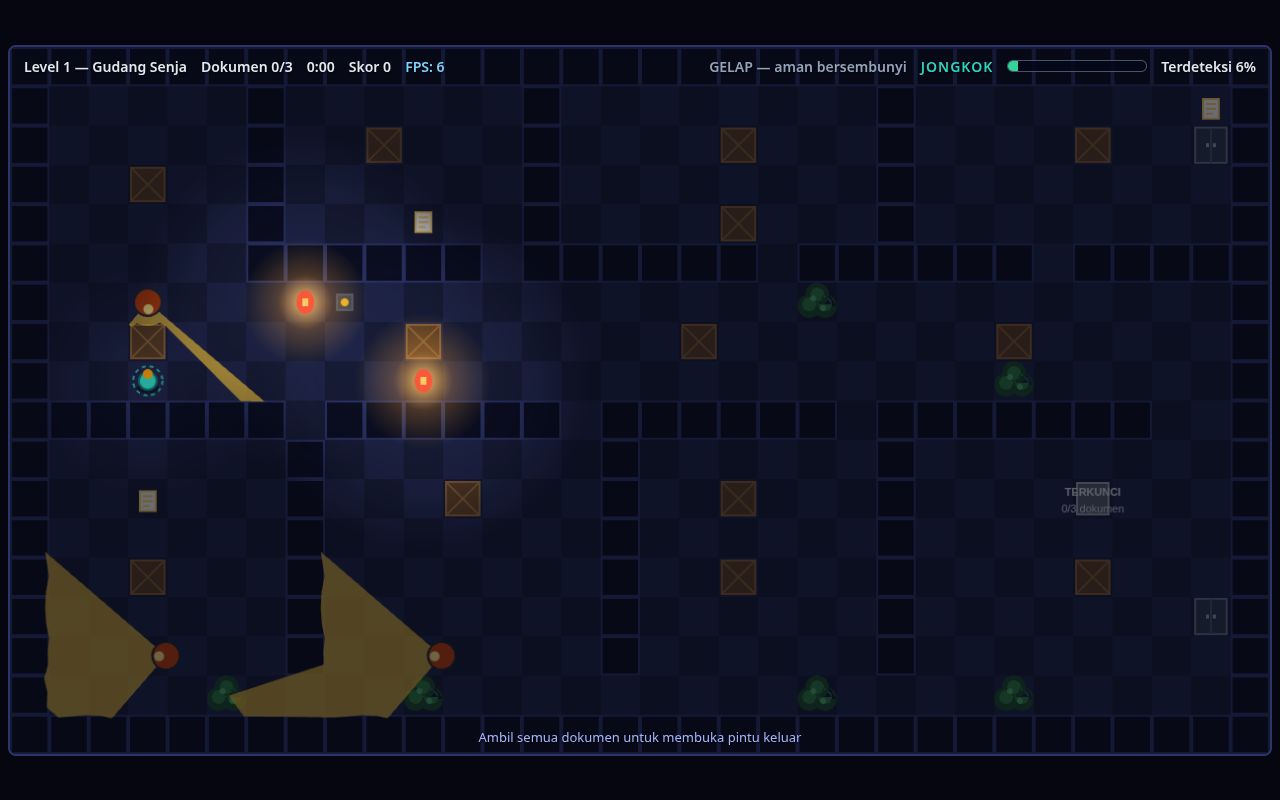 Level 1 — Gudang Senja Dokumen 0/3 0:00 Skor 0 FPS: 6 GELAP — aman bersembunyi JONGKOK Terdeteksi 6%
TERKUNCI
0/3 dokumen
Ambil semua dokumen untuk membuka pintu keluar